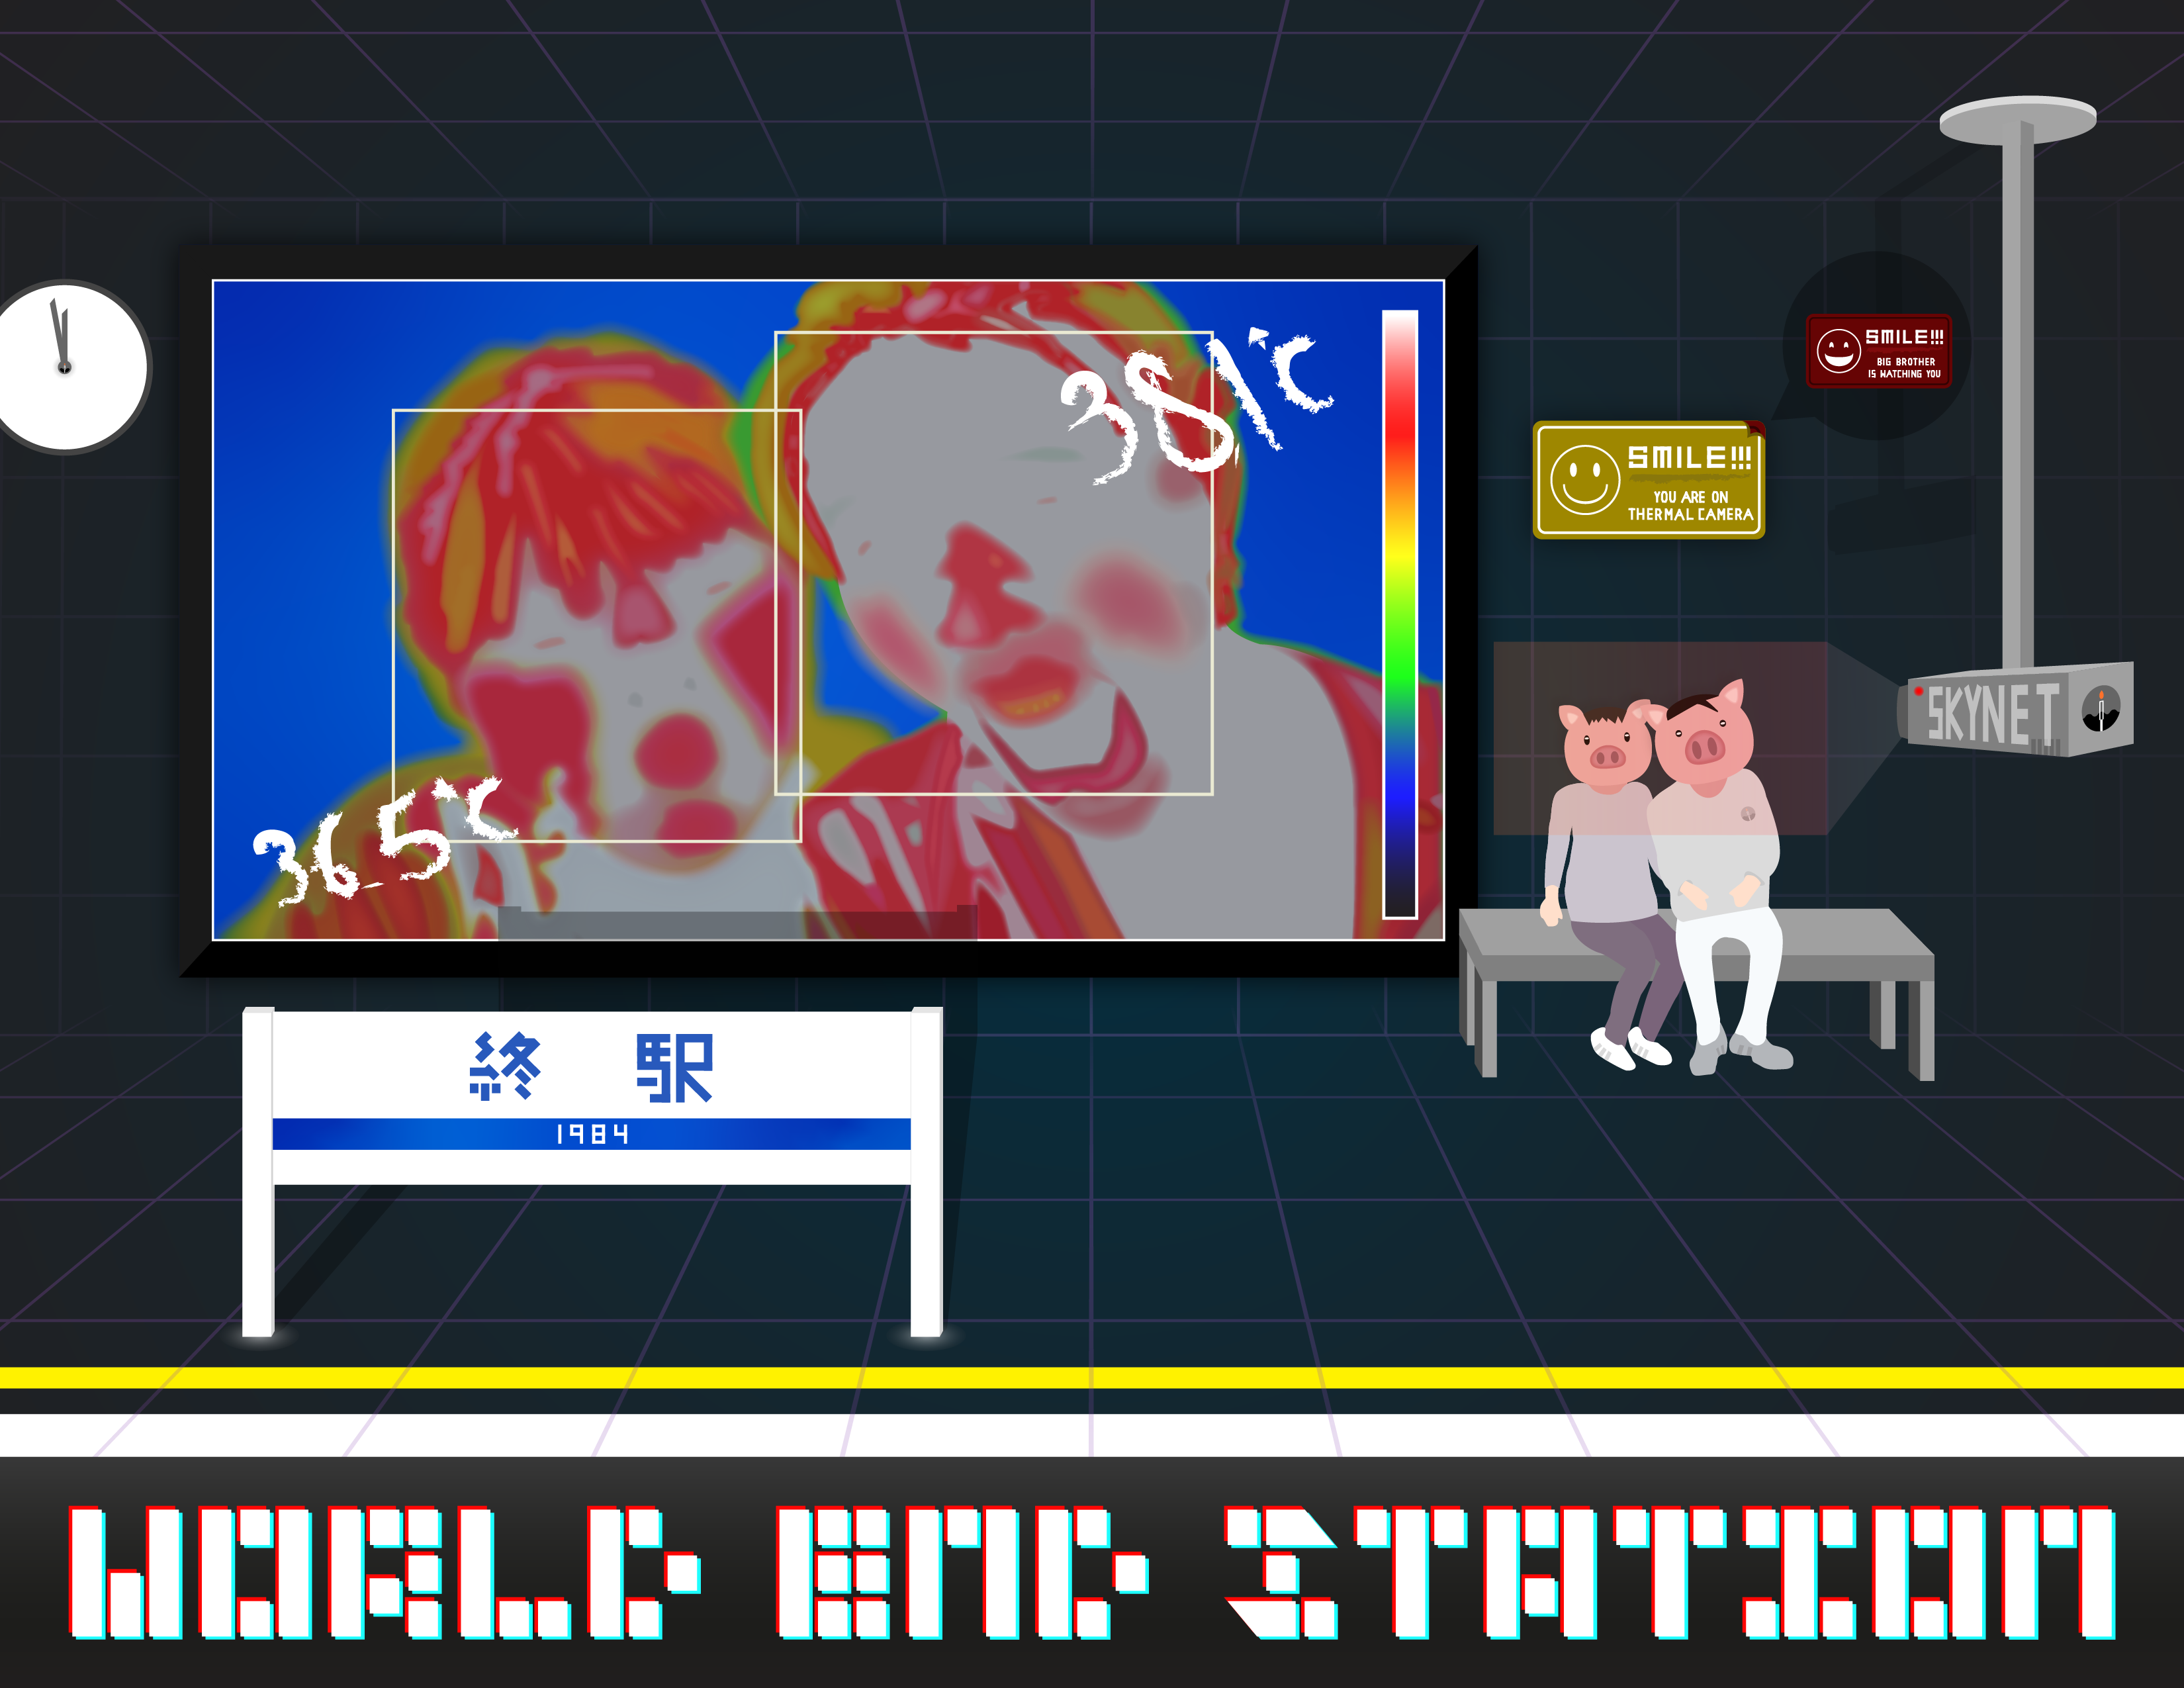 38.1℃
SMILE!!!
BIG BROTHER
IS WATCHING YOU
SMILE!!!
YOU ARE ON
THERMAL CAMERA
SKYNET
36.5℃
終 駅
1984
WORLD END STATION